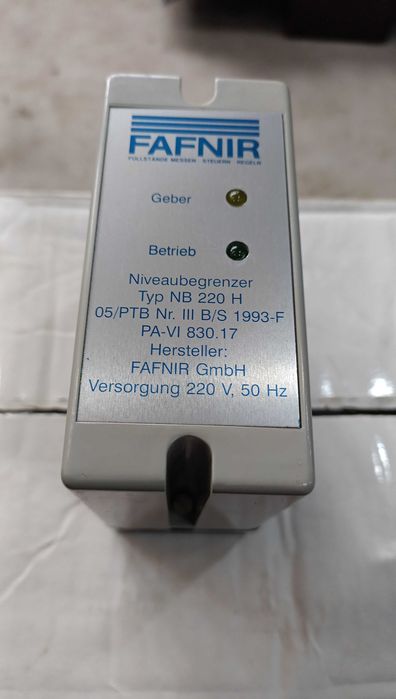 FAFNIR
FÜLLSTÄNDE MESSEN · STEUERN · REGELN
Geber
Betrieb
Niveaubegrenzer
Typ NB 220 H
05/PTB Nr. III B/S 1993-F
PA-VI 830.17
Hersteller:
FAFNIR GmbH
Versorgung 220 V, 50 Hz